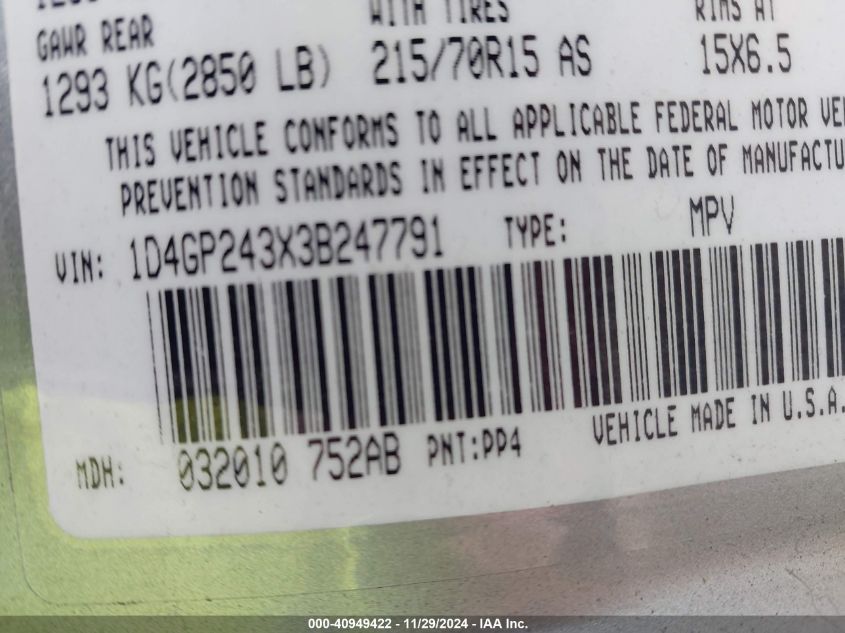 GAWR REAR WITH TIRES RIMS AT
1293 KG(2850 LB) 215/70R15 AS 15X6.5
THIS VEHICLE CONFORMS TO ALL APPLICABLE FEDERAL MOTOR VEH
PREVENTION STANDARDS IN EFFECT ON THE DATE OF MANUFACTU
VIN: 1D4GP243X3B247791 TYPE: MPV
MDH: 032010 752AB PNT:PP4 VEHICLE MADE IN U.S.A.
000-40949422 - 11/29/2024 - IAA Inc.